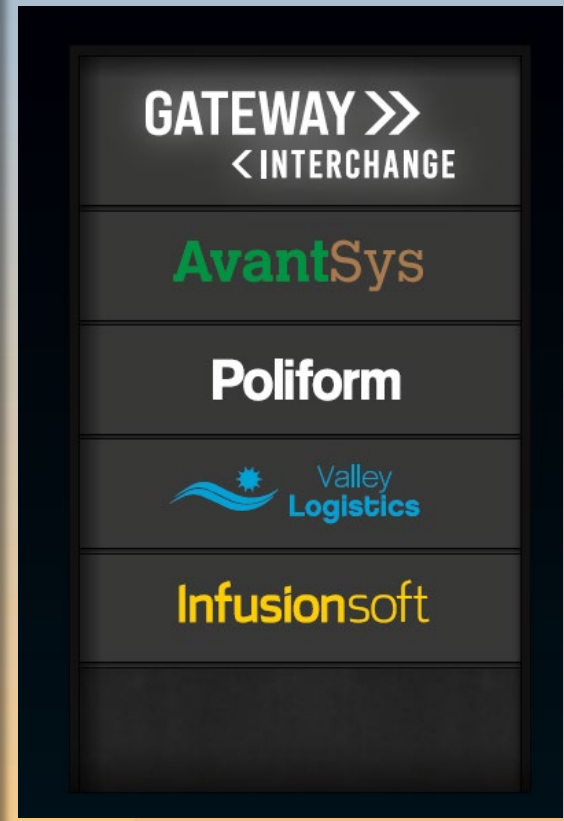 GATEWAY
INTERCHANGE
AvantSys
Poliform
Valley
Logistics
Infusionsoft